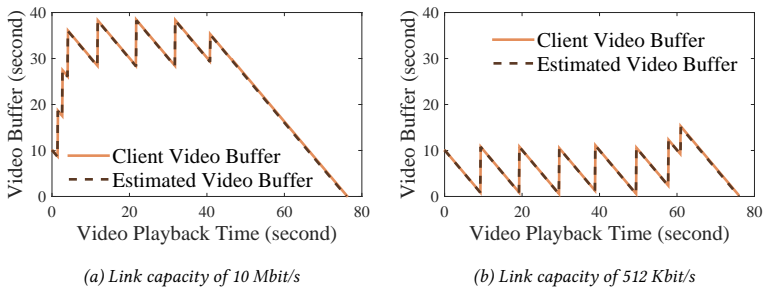 40
30
20
10
0
0
20
40
60
80
Video Buffer (second)
Client Video Buffer
Estimated Video Buffer
Video Playback Time (second)
(a) Link capacity of 10 Mbit/s
40
30
20
10
0
0
20
40
60
80
Video Buffer (second)
Client Video Buffer
Estimated Video Buffer
Video Playback Time (second)
(b) Link capacity of 512 Kbit/s